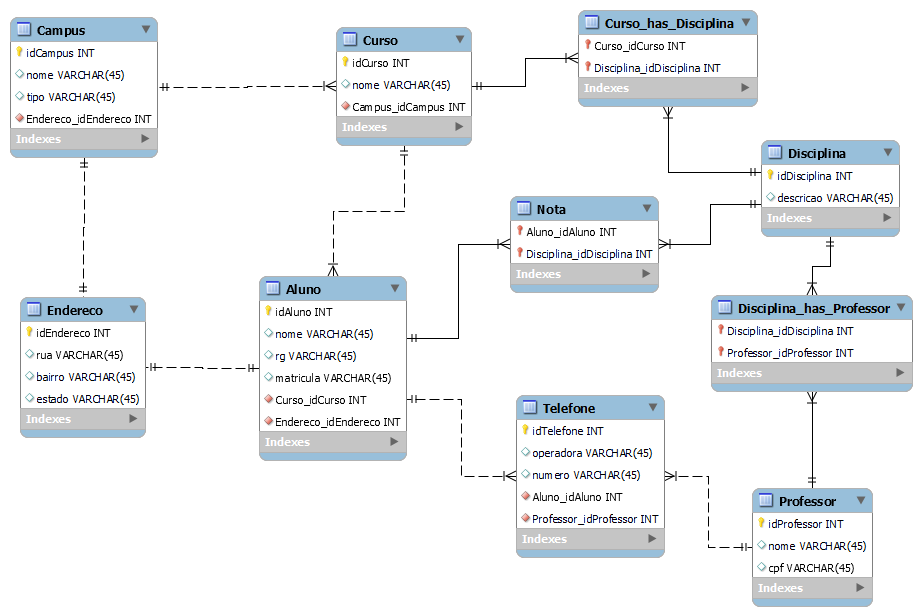 Campus
idCampus INT
nome VARCHAR(45)
tipo VARCHAR(45)
Endereco_idEndereco INT
Indexes
Curso
idCurso INT
nome VARCHAR(45)
Campus_idCampus INT
Indexes
Curso_has_Disciplina
Curso_idCurso INT
Disciplina_idDisciplina INT
Indexes
Disciplina
idDisciplina INT
descricao VARCHAR(45)
Indexes
Nota
Aluno_idAluno INT
Disciplina_idDisciplina INT
Indexes
Endereco
idEndereco INT
rua VARCHAR(45)
bairro VARCHAR(45)
estado VARCHAR(45)
Indexes
Aluno
idAluno INT
nome VARCHAR(45)
rg VARCHAR(45)
matricula VARCHAR(45)
Curso_idCurso INT
Endereco_idEndereco INT
Indexes
Disciplina_has_Professor
Disciplina_idDisciplina INT
Professor_idProfessor INT
Indexes
Telefone
idTelefone INT
operadora VARCHAR(45)
numero VARCHAR(45)
Aluno_idAluno INT
Professor_idProfessor INT
Indexes
Professor
idProfessor INT
nome VARCHAR(45)
cpf VARCHAR(45)
Indexes